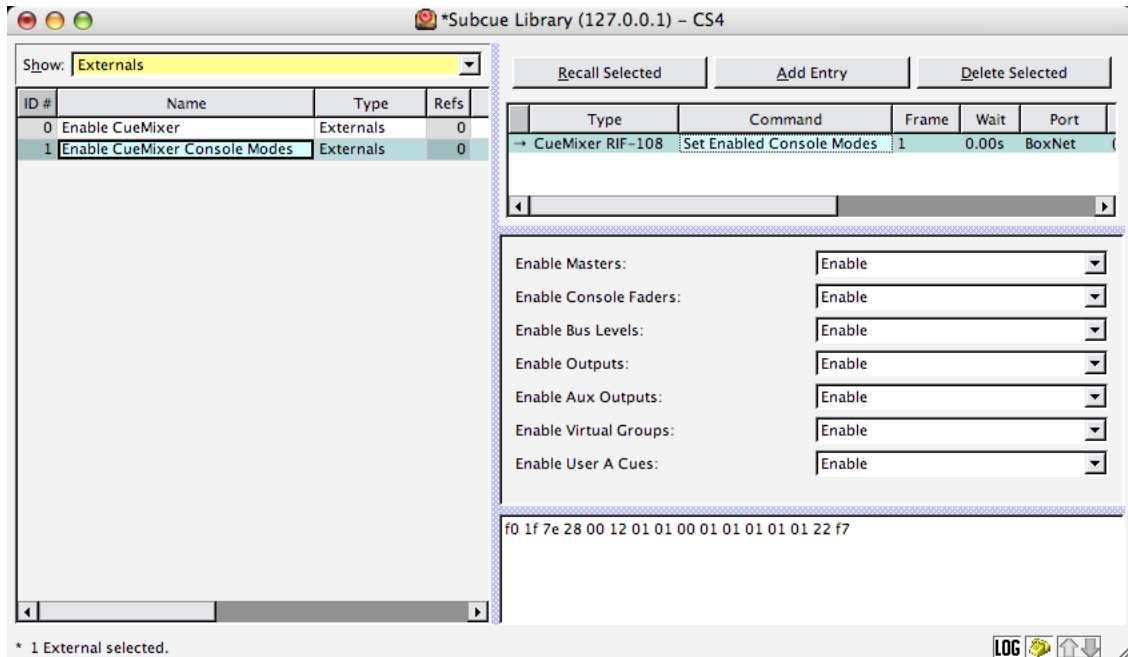 *Subcue Library (127.0.0.1) – CS4
Show: Externals
ID # Name Type Refs
0 Enable CueMixer Externals 0
1 Enable CueMixer Console Modes Externals 0
Recall Selected Add Entry Delete Selected
Type Command Frame Wait Port
→ CueMixer RIF-108 Set Enabled Console Modes 1 0.00s BoxNet (
Enable Masters: Enable
Enable Console Faders: Enable
Enable Bus Levels: Enable
Enable Outputs: Enable
Enable Aux Outputs: Enable
Enable Virtual Groups: Enable
Enable User A Cues: Enable
f0 1f 7e 28 00 12 01 01 00 01 01 01 01 01 22 f7
* 1 External selected.
LOG